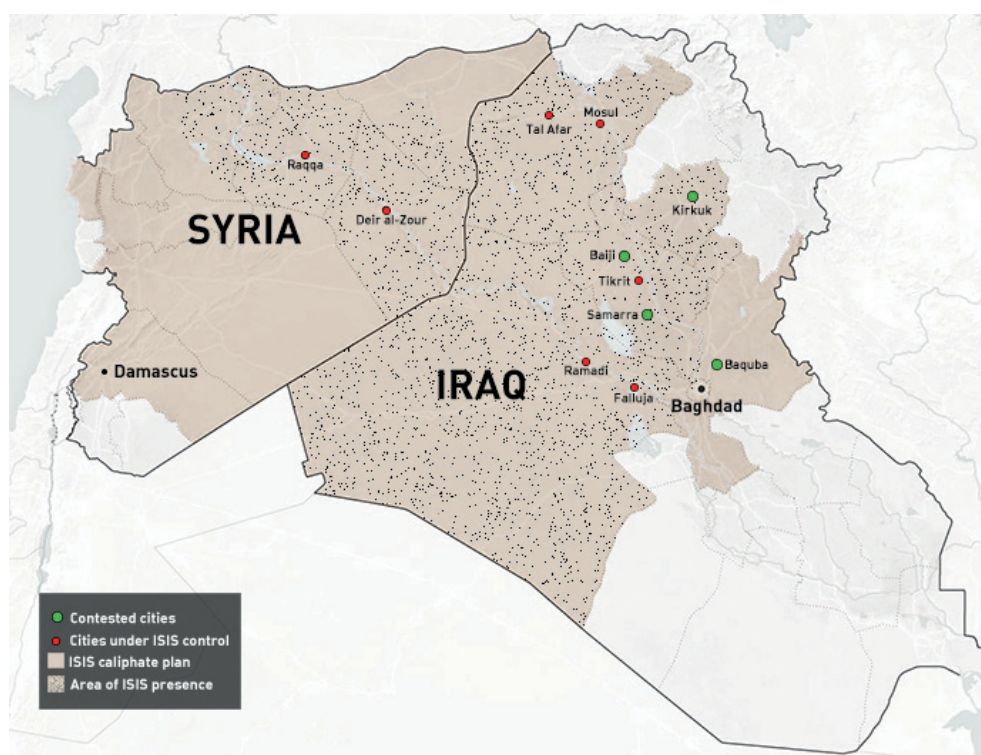 Mosul
Tal Afar
Raqqa
Kirkuk
Deir al-Zour
SYRIA
Baiji
Tikrit
Samarra
Damascus
Ramadi
Baquba
IRAQ
Falluja
Baghdad
Contested cities
Cities under ISIS control
ISIS caliphate plan
Area of ISIS presence